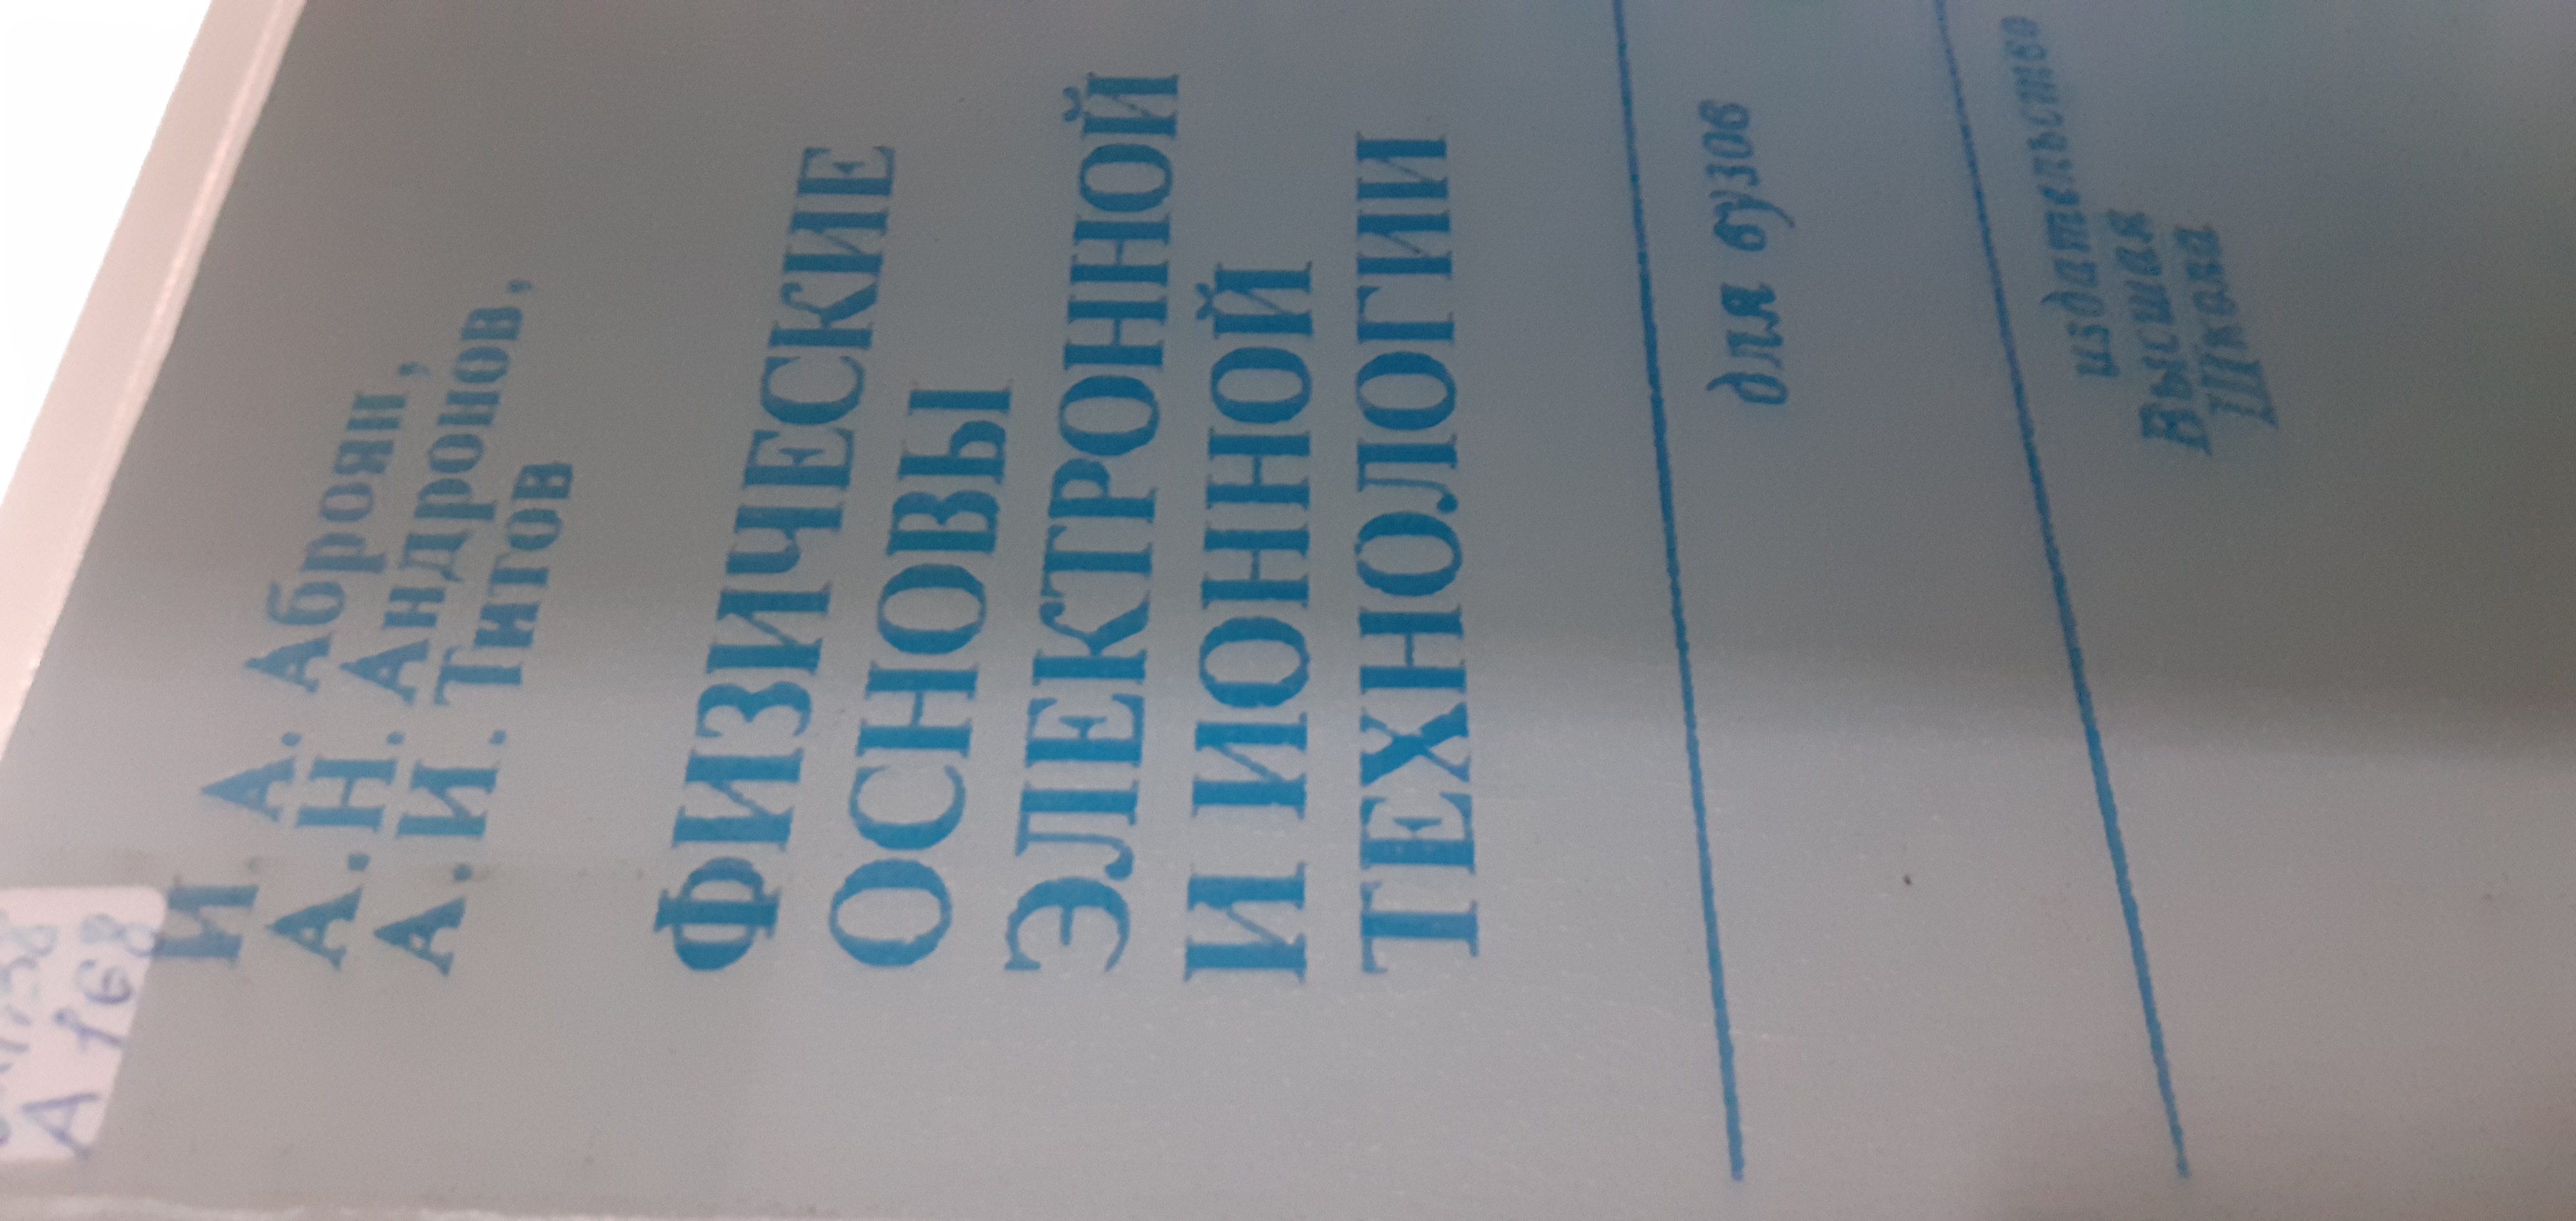 А 168
И. А. Аброян,
А. Н. Андронов,
А. И. Титов
ФИЗИЧЕСКИЕ
ОСНОВЫ
ЭЛЕКТРОННОЙ
И ИОННОЙ
ТЕХНОЛОГИИ
для вузов
издательство
Высшая
Школа